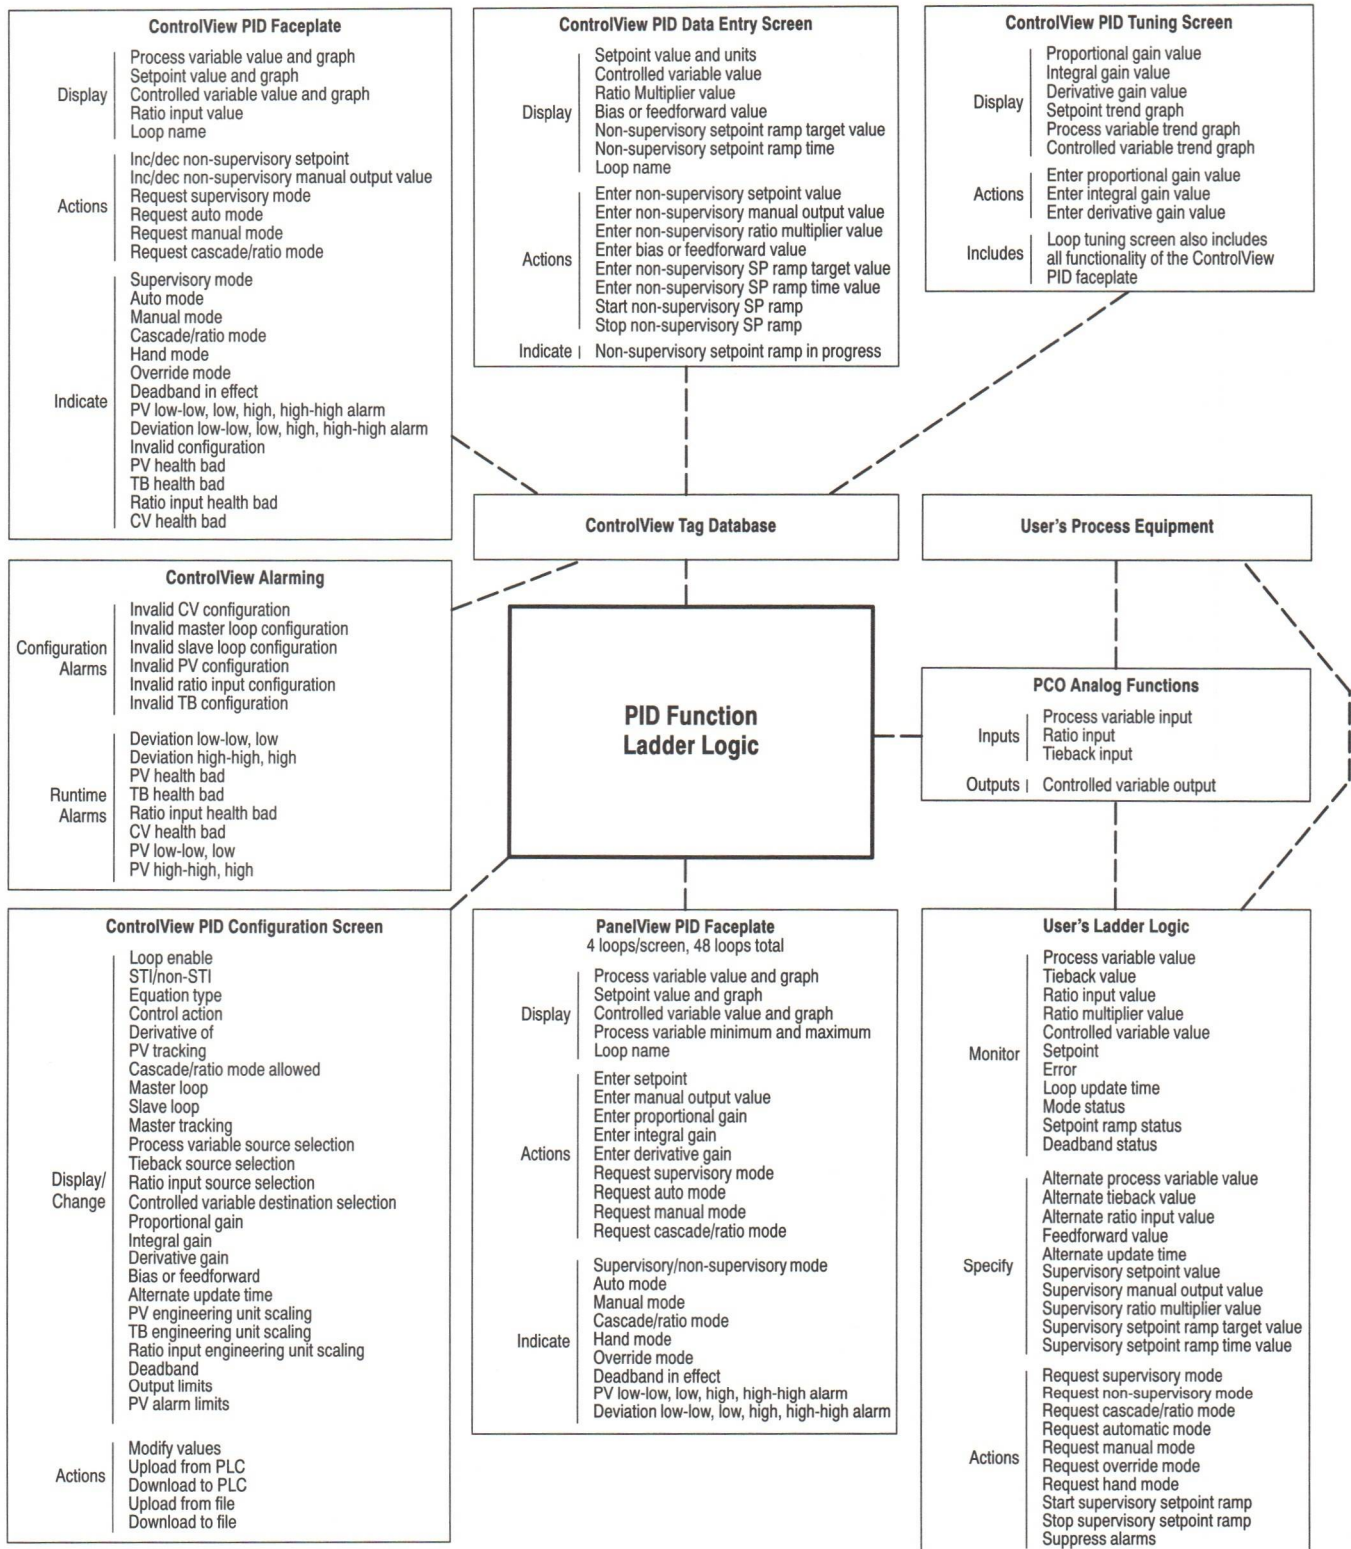 ControlView PID Faceplate
Display
Process variable value and graph
Setpoint value and graph
Controlled variable value and graph
Ratio input value
Loop name
Actions
Inc/dec non-supervisory setpoint
Inc/dec non-supervisory manual output value
Request supervisory mode
Request auto mode
Request manual mode
Request cascade/ratio mode
Indicate
Supervisory mode
Auto mode
Manual mode
Cascade/ratio mode
Hand mode
Override mode
Deadband in effect
PV low-low, low, high, high-high alarm
Deviation low-low, low, high, high-high alarm
Invalid configuration
PV health bad
TB health bad
Ratio input health bad
CV health bad
ControlView PID Data Entry Screen
Display
Setpoint value and units
Controlled variable value
Ratio Multiplier value
Bias or feedforward value
Non-supervisory setpoint ramp target value
Non-supervisory setpoint ramp time
Loop name
Actions
Enter non-supervisory setpoint value
Enter non-supervisory manual output value
Enter non-supervisory ratio multiplier value
Enter bias or feedforward value
Enter non-supervisory SP ramp target value
Enter non-supervisory SP ramp time value
Start non-supervisory SP ramp
Stop non-supervisory SP ramp
Indicate
Non-supervisory setpoint ramp in progress
ControlView PID Tuning Screen
Display
Proportional gain value
Integral gain value
Derivative gain value
Setpoint trend graph
Process variable trend graph
Controlled variable trend graph
Actions
Enter proportional gain value
Enter integral gain value
Enter derivative gain value
Includes
Loop tuning screen also includes
all functionality of the ControlView
PID faceplate
ControlView Tag Database
User's Process Equipment
ControlView Alarming
Configuration
Alarms
Invalid CV configuration
Invalid master loop configuration
Invalid slave loop configuration
Invalid PV configuration
Invalid ratio input configuration
Invalid TB configuration
Runtime
Alarms
Deviation low-low, low
Deviation high-high, high
PV health bad
TB health bad
Ratio input health bad
CV health bad
PV low-low, low
PV high-high, high
PID Function
Ladder Logic
PCO Analog Functions
Inputs
Process variable input
Ratio input
Tieback input
Outputs
Controlled variable output
ControlView PID Configuration Screen
Display/
Change
Loop enable
STI/non-STI
Equation type
Control action
Derivative of
PV tracking
Cascade/ratio mode allowed
Master loop
Slave loop
Master tracking
Process variable source selection
Tieback source selection
Ratio input source selection
Controlled variable destination selection
Proportional gain
Integral gain
Derivative gain
Bias or feedforward
Alternate update time
PV engineering unit scaling
TB engineering unit scaling
Ratio input engineering unit scaling
Deadband
Output limits
PV alarm limits
Actions
Modify values
Upload from PLC
Download to PLC
Upload from file
Download to file
PanelView PID Faceplate
4 loops/screen, 48 loops total
Display
Process variable value and graph
Setpoint value and graph
Controlled variable value and graph
Process variable minimum and maximum
Loop name
Actions
Enter setpoint
Enter manual output value
Enter proportional gain
Enter integral gain
Enter derivative gain
Request supervisory mode
Request auto mode
Request manual mode
Request cascade/ratio mode
Indicate
Supervisory/non-supervisory mode
Auto mode
Manual mode
Cascade/ratio mode
Hand mode
Override mode
Deadband in effect
PV low-low, low, high, high-high alarm
Deviation low-low, low, high, high-high alarm
User's Ladder Logic
Monitor
Process variable value
Tieback value
Ratio input value
Ratio multiplier value
Controlled variable value
Setpoint
Error
Loop update time
Mode status
Setpoint ramp status
Deadband status
Specify
Alternate process variable value
Alternate tieback value
Alternate ratio input value
Feedforward value
Alternate update time
Supervisory setpoint value
Supervisory manual output value
Supervisory ratio multiplier value
Supervisory setpoint ramp target value
Supervisory setpoint ramp time value
Actions
Request supervisory mode
Request non-supervisory mode
Request cascade/ratio mode
Request automatic mode
Request manual mode
Request override mode
Request hand mode
Start supervisory setpoint ramp
Stop supervisory setpoint ramp
Suppress alarms